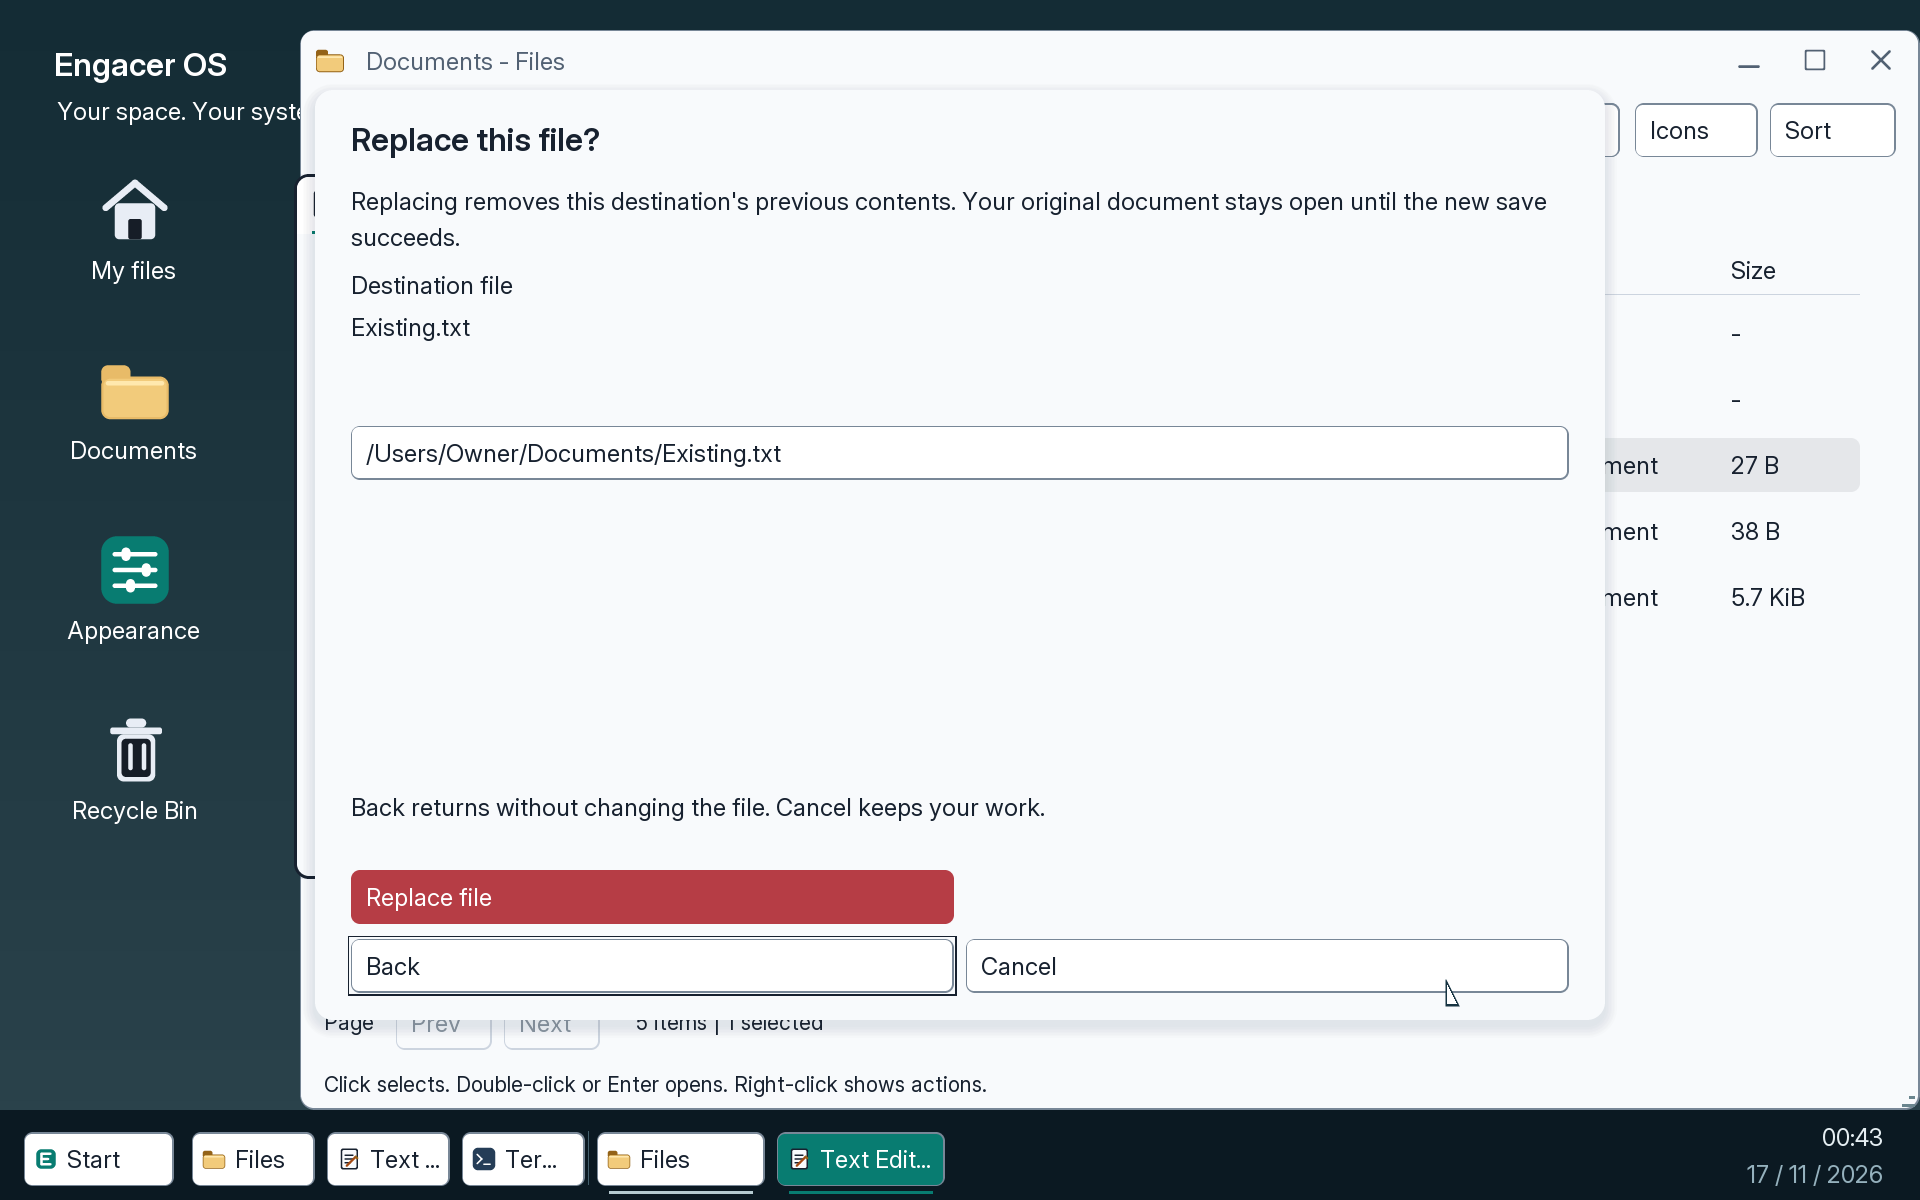 Engacer OS
Your space. Your syste
Documents - Files
Icons
Sort
Replace this file?
Replacing removes this destination's previous contents. Your original document stays open until the new save
succeeds.
Destination file
Existing.txt
/Users/Owner/Documents/Existing.txt
Back returns without changing the file. Cancel keeps your work.
Replace file
Back
Cancel
Size
-
-
ment 27 B
ment 38 B
ment 5.7 KiB
My files
Documents
Appearance
Recycle Bin
Page
Prev
Next
5 items | 1 selected
Click selects. Double-click or Enter opens. Right-click shows actions.
Start
Files
Text ...
Ter...
Files
Text Edit...
00:43
17 / 11 / 2026